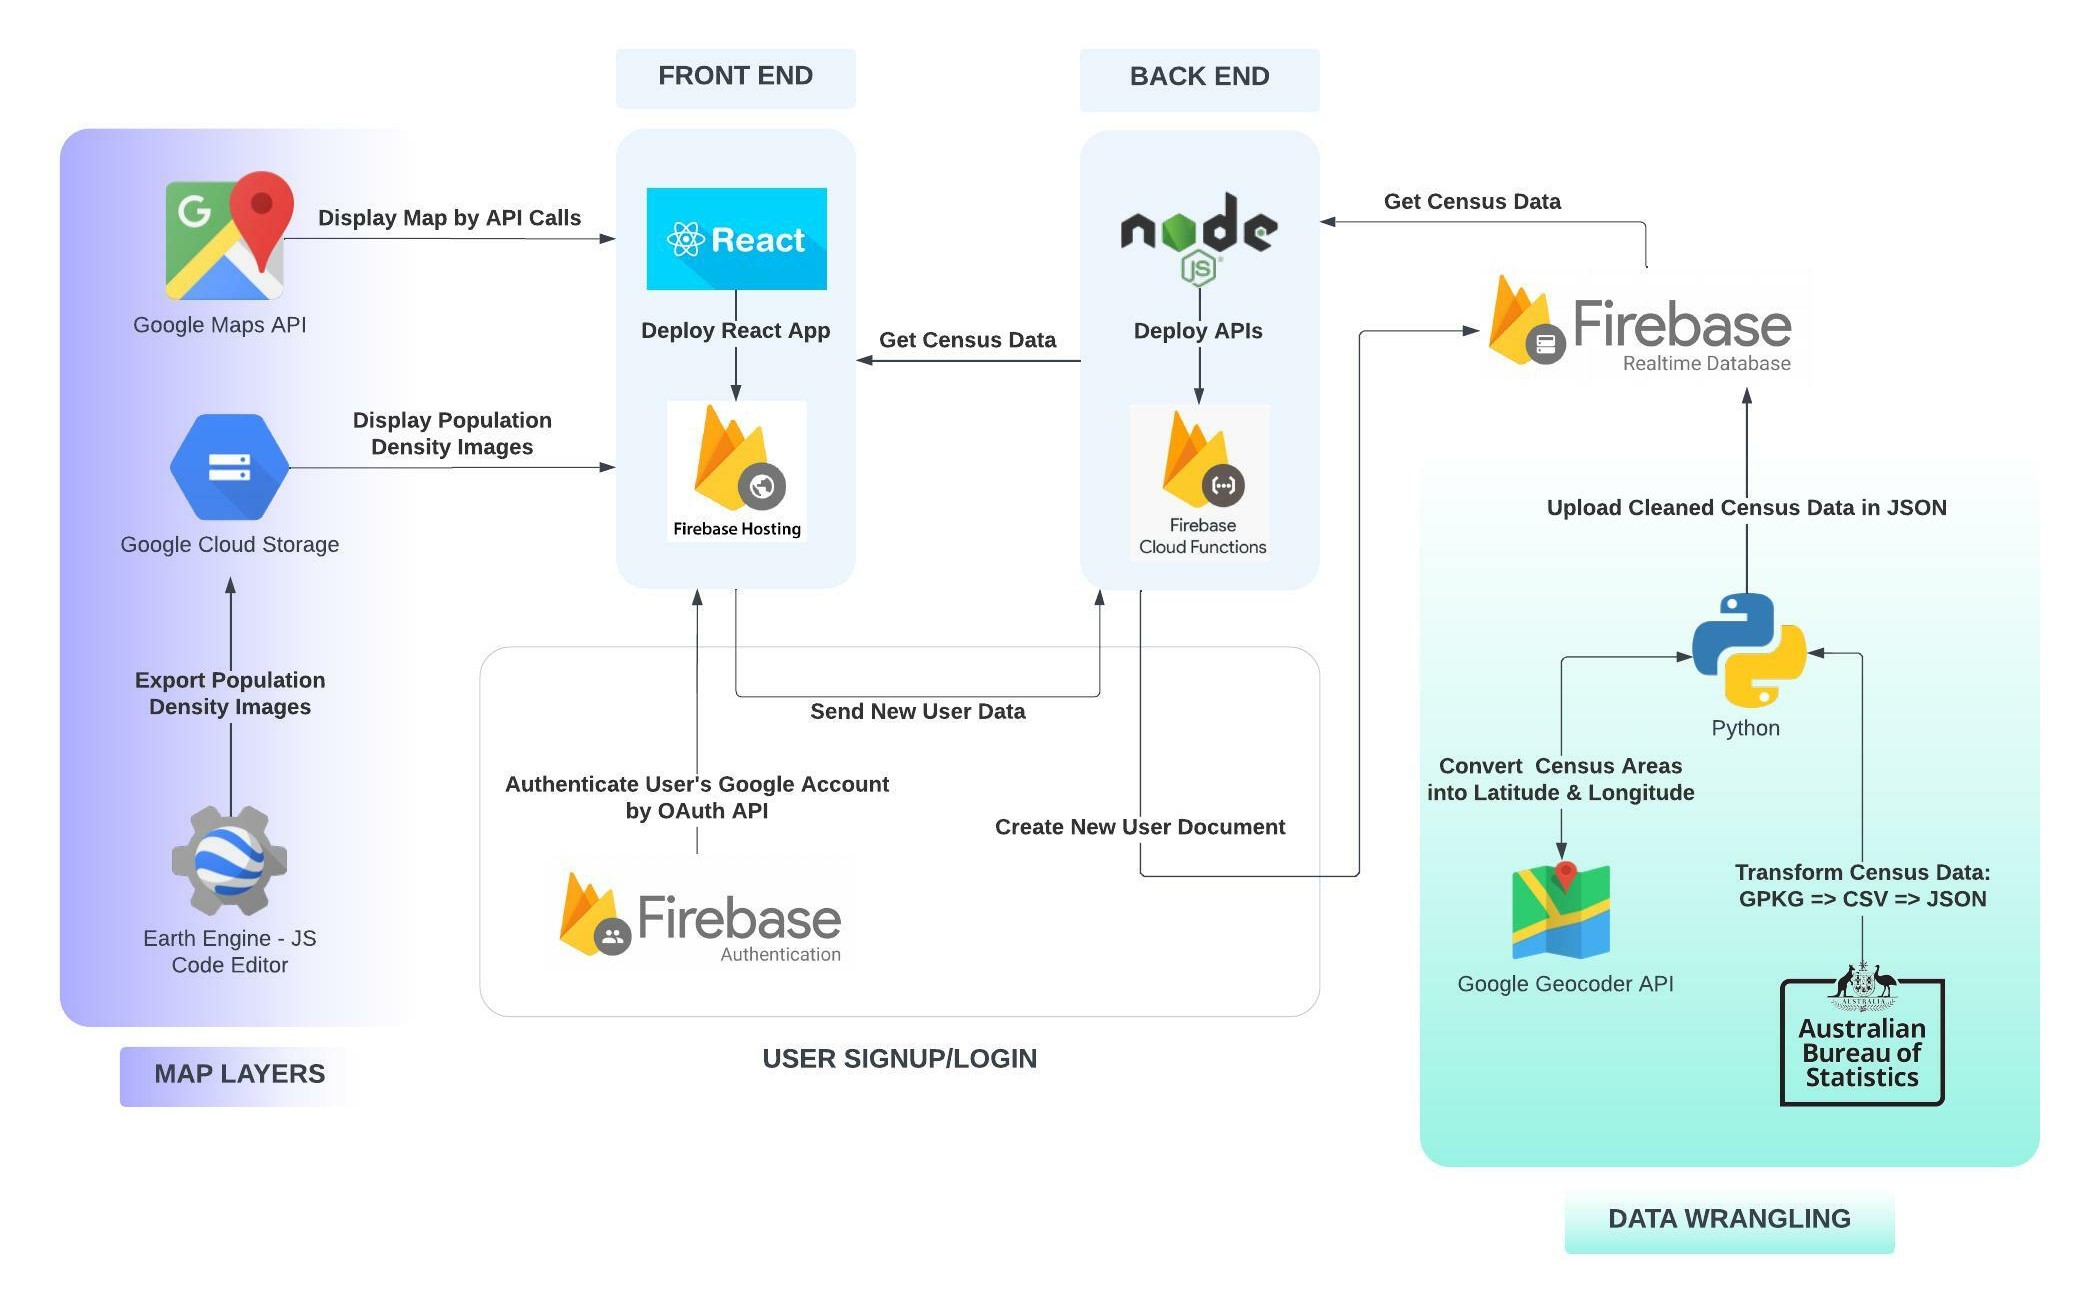 FRONT END
BACK END
G
Display Map by API Calls
Google Maps API
React
Deploy React App
Firebase Hosting
Get Census Data
node
JS
Deploy APIs
Firebase
Cloud Functions
Get Census Data
Firebase
Realtime Database
Display Population
Density Images
Google Cloud Storage
Export Population
Density Images
Earth Engine - JS
Code Editor
MAP LAYERS
Send New User Data
Authenticate User's Google Account
by OAuth API
Firebase
Authentication
Create New User Document
USER SIGNUP/LOGIN
Upload Cleaned Census Data in JSON
Python
Convert  Census Areas
into Latitude & Longitude
Google Geocoder API
Transform Census Data:
GPKG => CSV => JSON
AUSTRALIA
Australian
Bureau of
Statistics
DATA WRANGLING